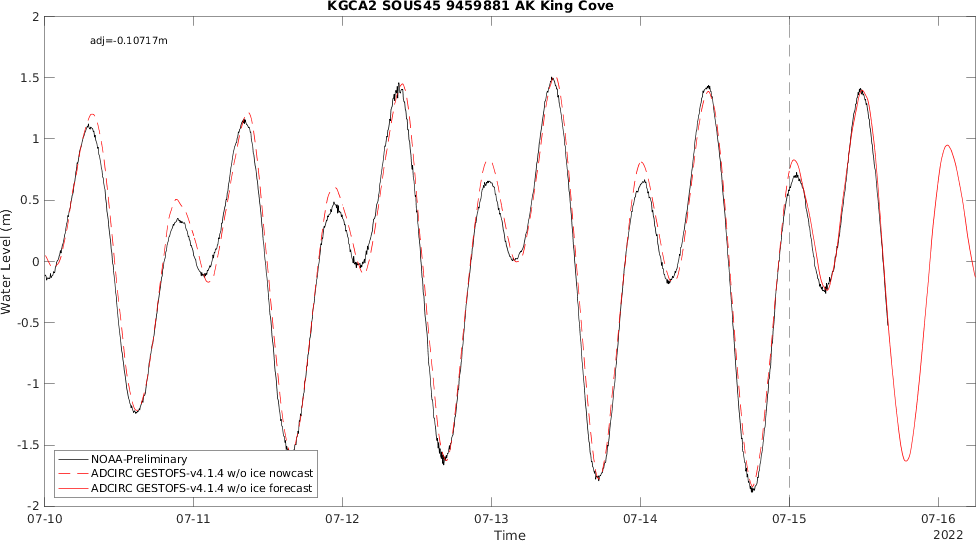 KGCA2 SOUS45 9459881 AK King Cove
adj=-0.10717m
Water Level (m)
2
1.5
1
0.5
0
-0.5
-1
-1.5
-2
NOAA-Preliminary
ADCIRC GESTOFS-v4.1.4 w/o ice nowcast
ADCIRC GESTOFS-v4.1.4 w/o ice forecast
07-10 07-11 07-12 07-13 07-14 07-15 07-16
Time
2022